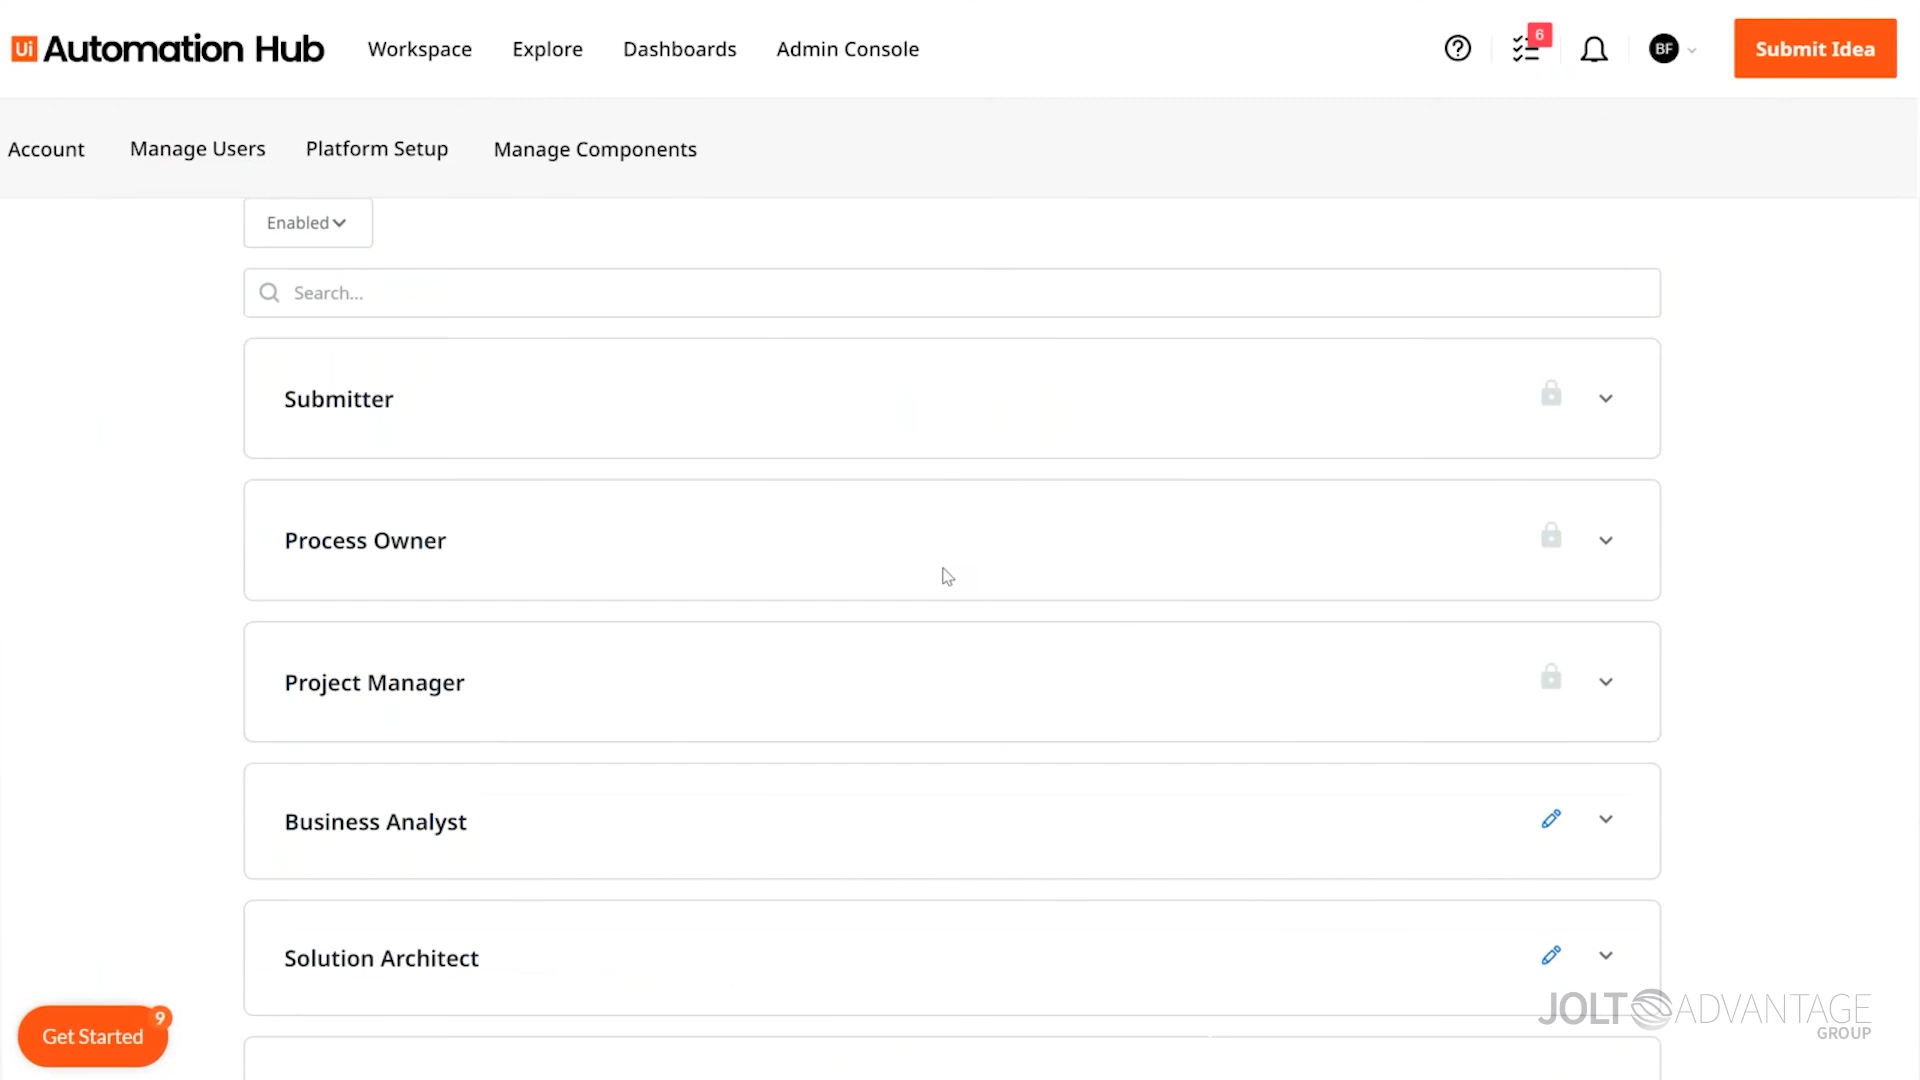 Ui Automation Hub Workspace Explore Dashboards Admin Console 6 BF Submit Idea
Account Manage Users Platform Setup Manage Components
Enabled
Search...
Submitter
Process Owner
Project Manager
Business Analyst
Solution Architect
Get Started 9
JOLT ADVANTAGE
GROUP